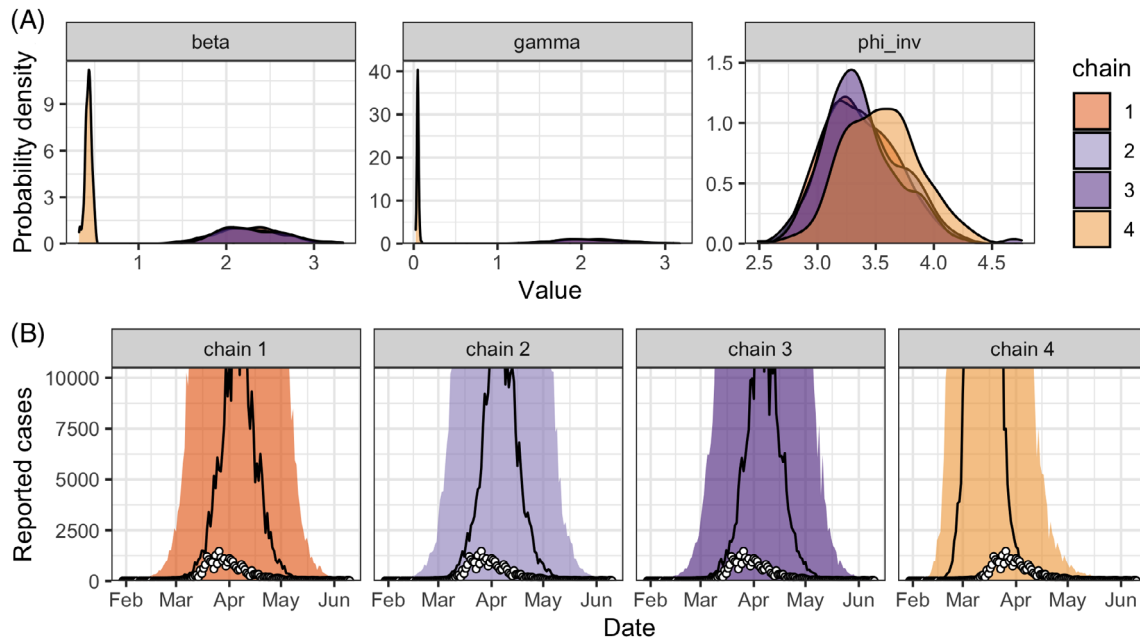 (A)
beta
gamma
phi_inv
Probability density
9
6
3
0
1
2
3
40
30
20
10
0
0
1
2
3
1.5
1.0
0.5
0.0
2.5
3.0
3.5
4.0
4.5
Value
chain
1
2
3
4
(B)
chain 1
chain 2
chain 3
chain 4
Reported cases
10000
7500
5000
2500
0
Feb Mar Apr May Jun
Feb Mar Apr May Jun
Feb Mar Apr May Jun
Feb Mar Apr May Jun
Date